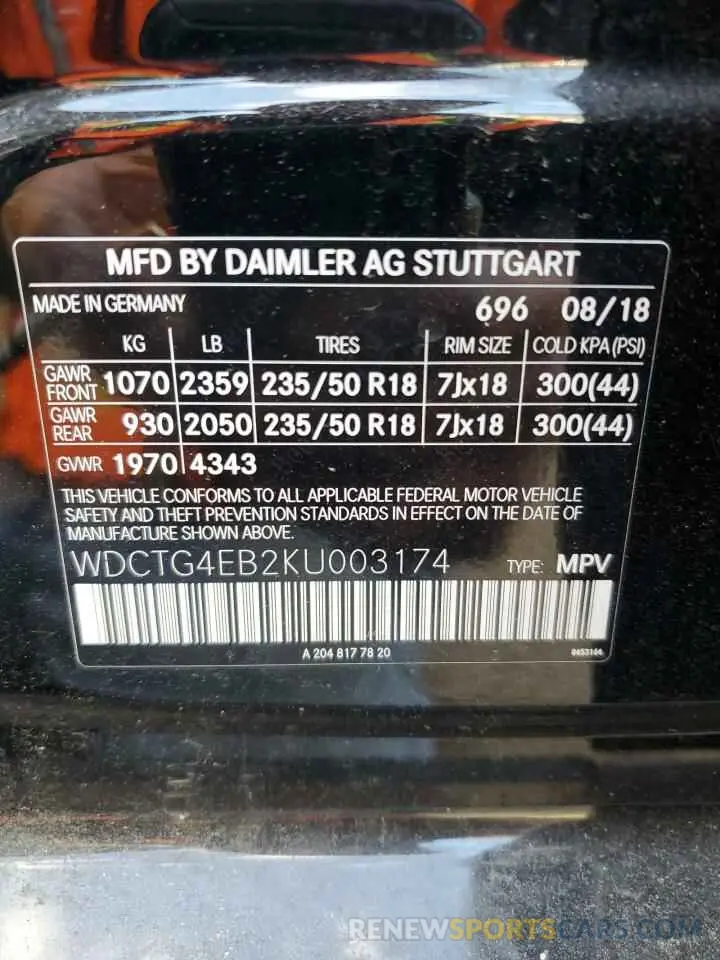 MFD BY DAIMLER AG STUTTGART
MADE IN GERMANY 696 08/18
KG LB TIRES RIM SIZE COLD KPA (PSI)
GAWR FRONT 1070 2359 235/50 R18 7Jx18 300(44)
GAWR REAR 930 2050 235/50 R18 7Jx18 300(44)
GVWR 1970 4343
THIS VEHICLE CONFORMS TO ALL APPLICABLE FEDERAL MOTOR VEHICLE
SAFETY AND THEFT PREVENTION STANDARDS IN EFFECT ON THE DATE OF
MANUFACTURE SHOWN ABOVE.
WDCTG4EB2KU003174 TYPE: MPV
A 204 817 78 20
RENEWSPORTSCAR.COM